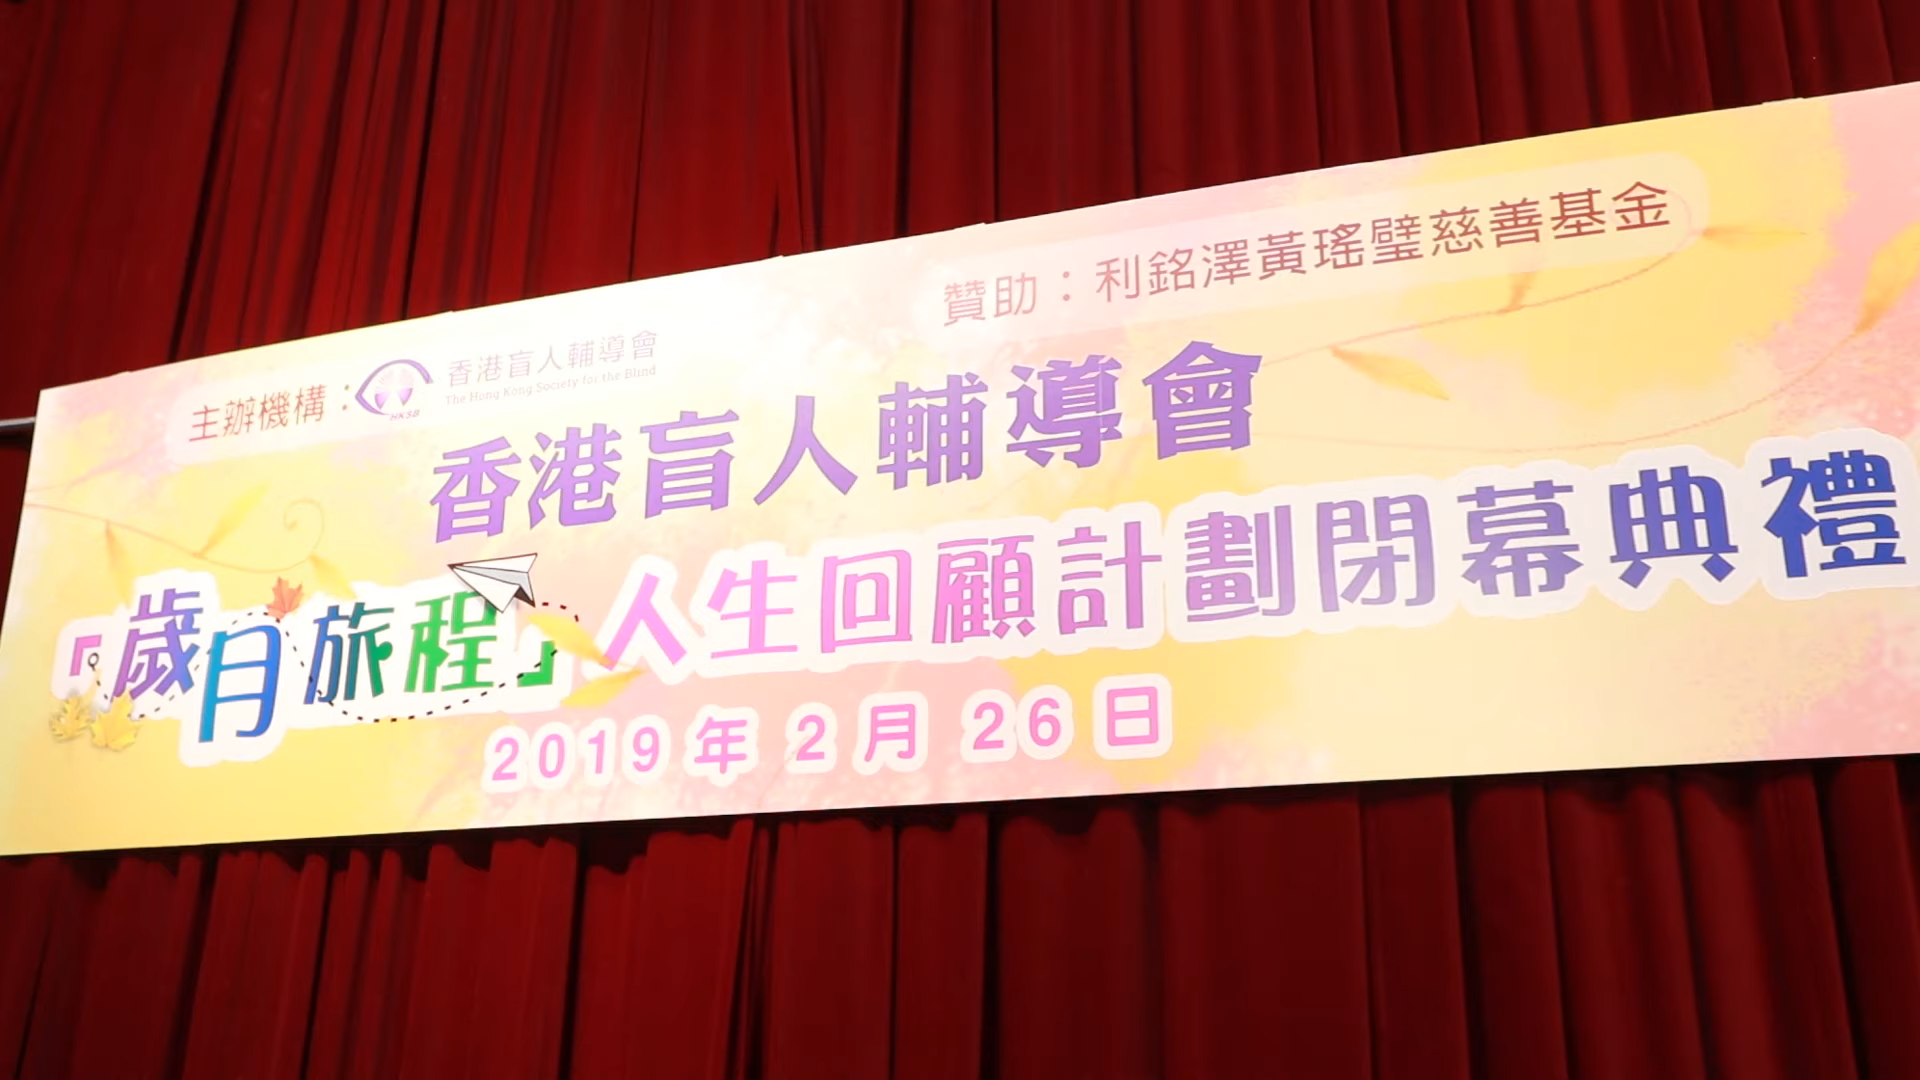 主辦機構：
香港盲人輔導會
The Hong Kong Society for the Blind
HKSB
贊助：利銘澤黃瑤璧慈善基金
香港盲人輔導會
「歲月旅程」人生回顧計劃閉幕典禮
2019年2月26日